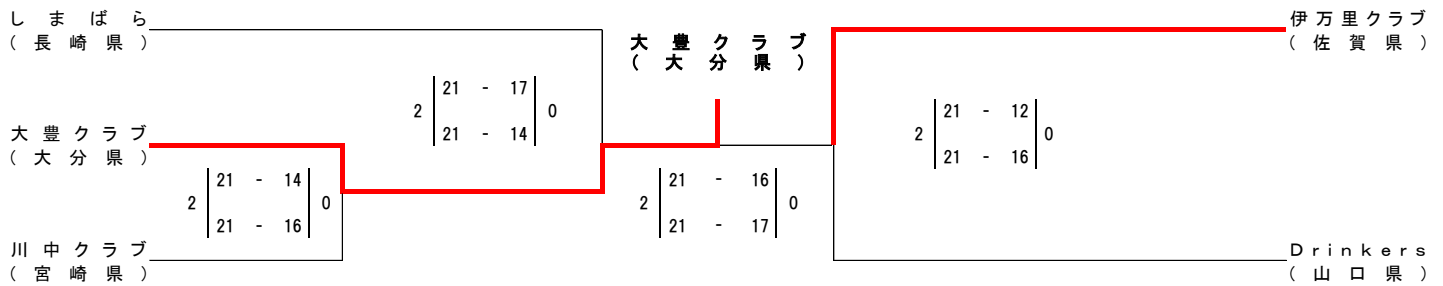 しまばら
(長崎県)
大豊クラブ
(大分県)
川中クラブ
(宮崎県)
2 21 - 14 0
21 - 16
2 21 - 17 0
21 - 14
大豊クラブ
(大分県)
2 21 - 16 0
21 - 17
2 21 - 12 0
21 - 16
伊万里クラブ
(佐賀県)
Drinkers
(山口県)